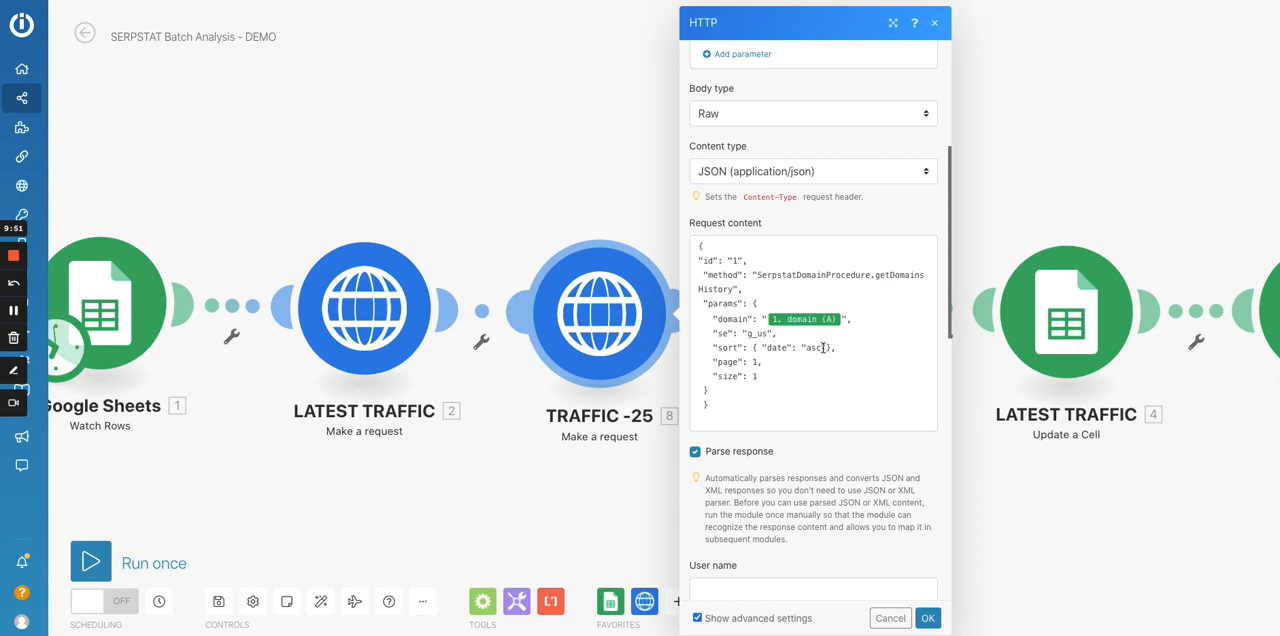 SERPSTAT Batch Analysis - DEMO
9:51
Google Sheets 1
Watch Rows
LATEST TRAFFIC 2
Make a request
TRAFFIC -25 8
Make a request
LATEST TRAFFIC 4
Update a Cell
HTTP
?
Add parameter
Body type
Raw
Content type
JSON (application/json)
Sets the Content-Type request header.
Request content
{
"id": "1",
"method": "SerpstatDomainProcedure.getDomains
History",
"params": {
"domain": "1. domain (A)",
"se": "g_us",
"sort": { "date": "asc"},
"page": 1,
"size": 1
}
}
Parse response
Automatically parses responses and converts JSON and
XML responses so you don't need to use JSON or XML
parser. Before you can use parsed JSON or XML content,
run the module once manually so that the module can
recognize the response content and allows you to map it in
subsequent modules.
User name
Show advanced settings
Cancel
OK
Run once
OFF
SCHEDULING
CONTROLS
TOOLS
FAVORITES